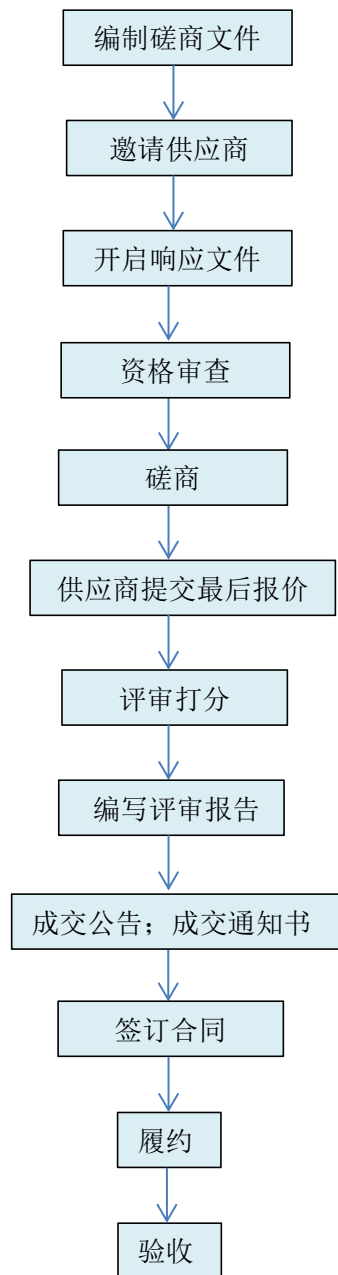 编制磋商文件
邀请供应商
开启响应文件
资格审查
磋商
供应商提交最后报价
评审打分
编写评审报告
成交公告；成交通知书
签订合同
履约
验收